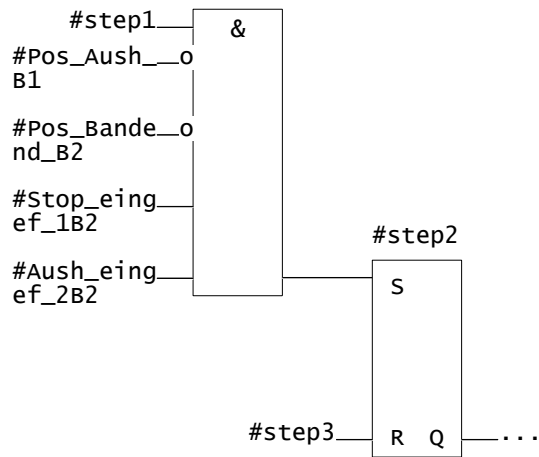 #step1
&
#Pos_Aush_
B1
#Pos_Bande
nd_B2
#Stop_eing
ef_1B2
#Aush_eing
ef_2B2
#step2
S
#step3
R Q ...